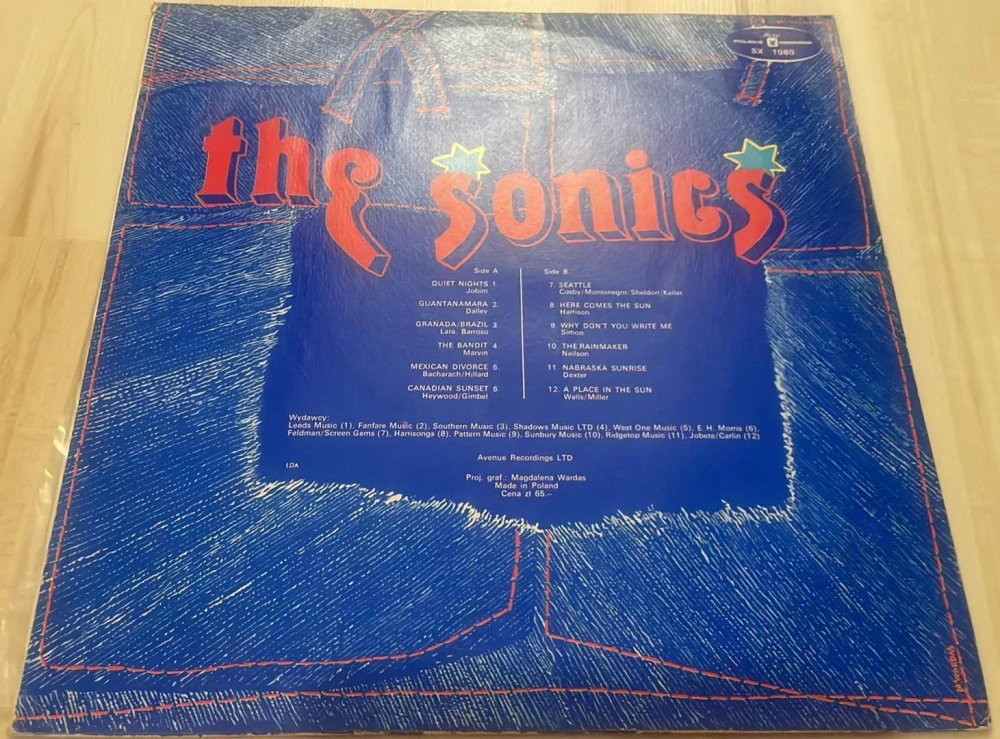 POLSKIE NAGRANIA
SX 1080
the sonics
Side A
QUIET NIGHTS 1.
Jobim
GUANTANAMARA 2.
Dalley
GRANADA/BRAZIL 3.
Lara, Barroso
THE BANDIT 4.
Marvin
MEXICAN DIVORCE 5.
Bacharach/Hillard
CANADIAN SUNSET 6.
Heywood/Gimbel
Side B
7. SEATTLE
Cosby/Montenegro/Sheldon/Keller
8. HERE COMES THE SUN
Harrison
9. WHY DON'T YOU WRITE ME
Simon
10. THE RAINMAKER
Neilson
11. NABRASKA SUNRISE
Dexter
12. A PLACE IN THE SUN
Wells/Miller
Wydawcy:
Leeds Music (1), Fanfare Music (2), Southern Music (3), Shadows Music LTD (4), West One Music (5), E. H. Morris (6),
Feldman/Screen Gems (7), Harrisongs (8), Pattern Music (9), Sunbury Music (10), Ridgetop Music (11), Jobete/Carlin (12)
Avenue Recordings LTD
LDA
Proj. graf.: Magdalena Wardas
Made in Poland
Cena zł 65.—
M. WARDAS